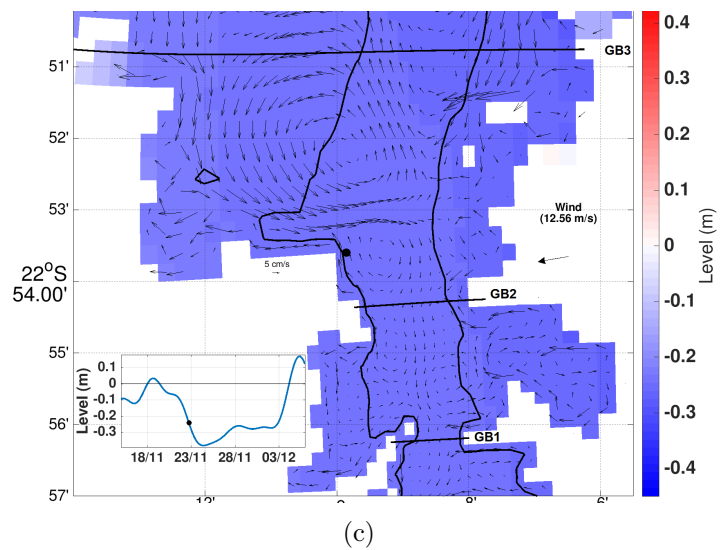 GB3
51'
52'
53'
22°S
54.00'
55'
56'
57'
Wind
(12.56 m/s)
5 cm/s
GB2
GB1
8'
6'
Level (m)
0.1
0
-0.1
-0.2
-0.3
18/11
23/11
28/11
03/12
0.4
0.3
0.2
0.1
0
-0.1
-0.2
-0.3
-0.4
Level (m)
(c)